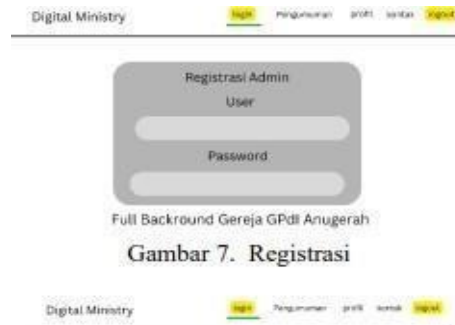 Digital Ministry login Pengumuman profil kontak logout
Registrasi Admin
User
Password
Full Backround Gereja GPdI Anugerah
Gambar 7. Registrasi
Digital Ministry login Pengumuman profil kontak logout